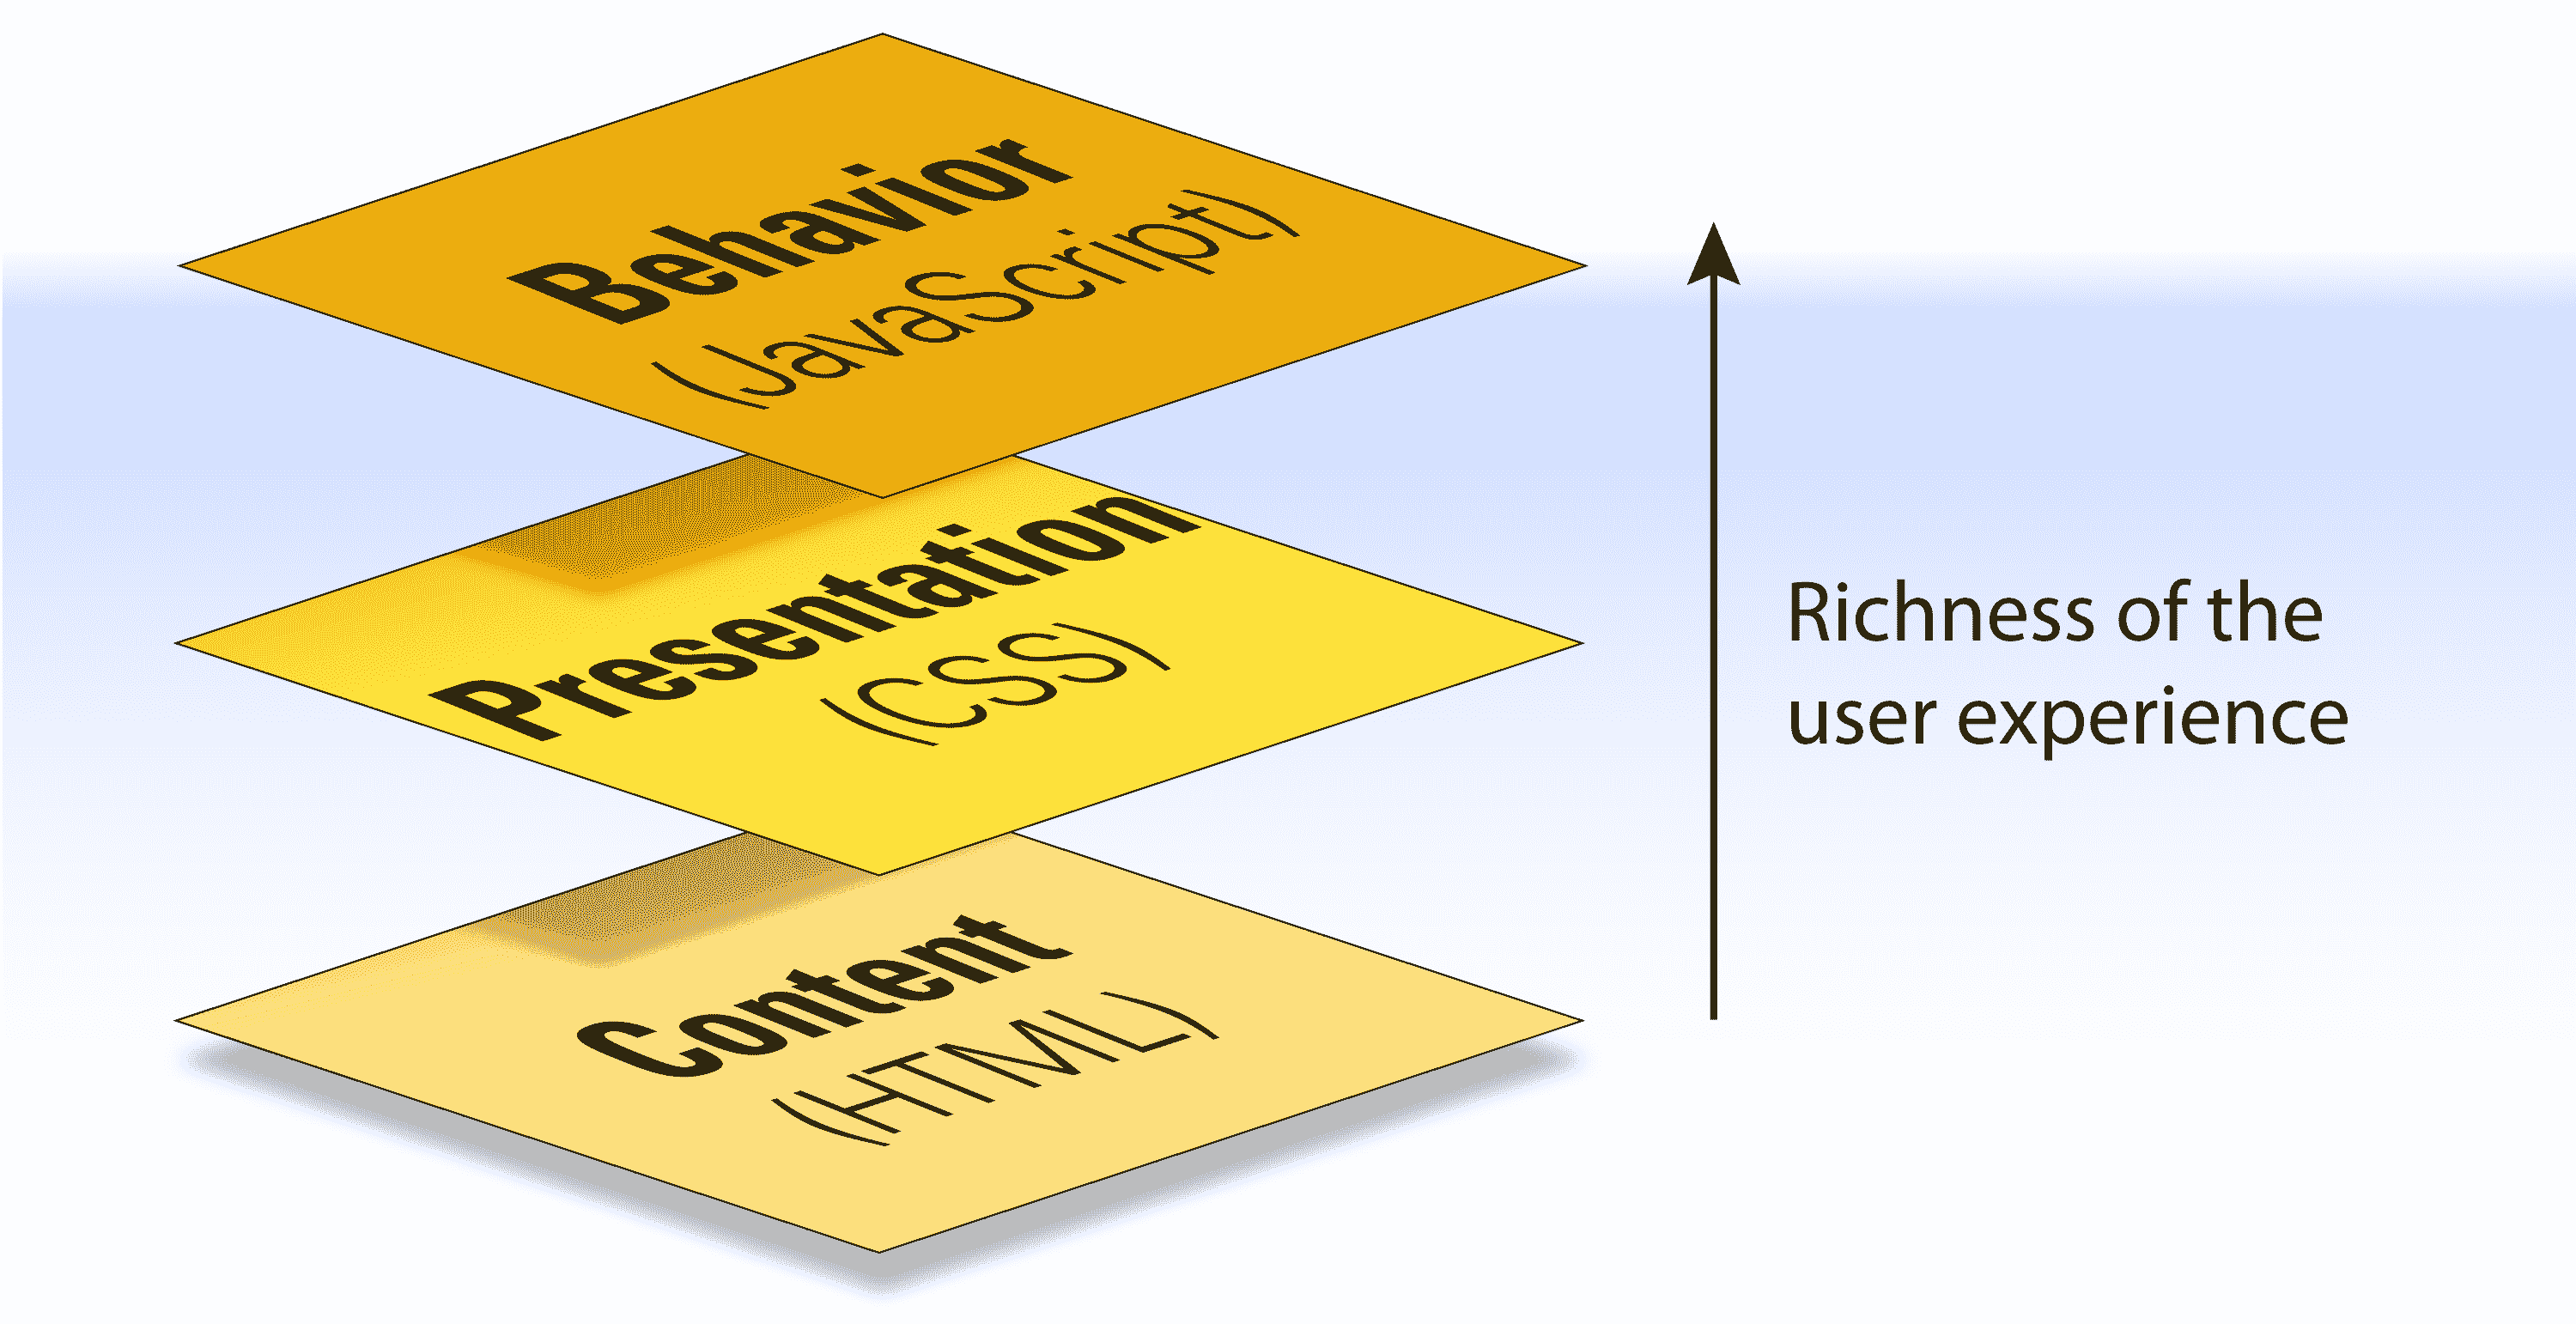 Behavior
(JavaScript)
Presentation
(CSS)
Content
(HTML)
Richness of the
user experience